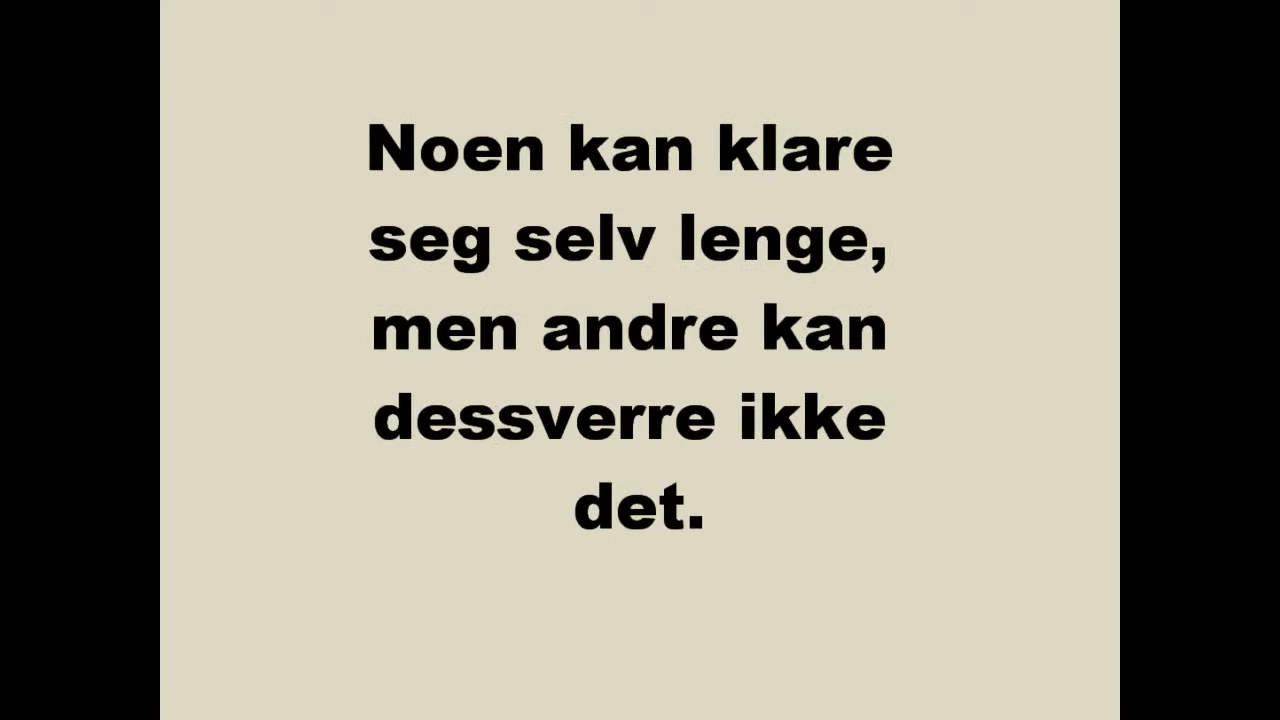 Noen kan klare
seg selv lenge,
men andre kan
dessverre ikke
det.